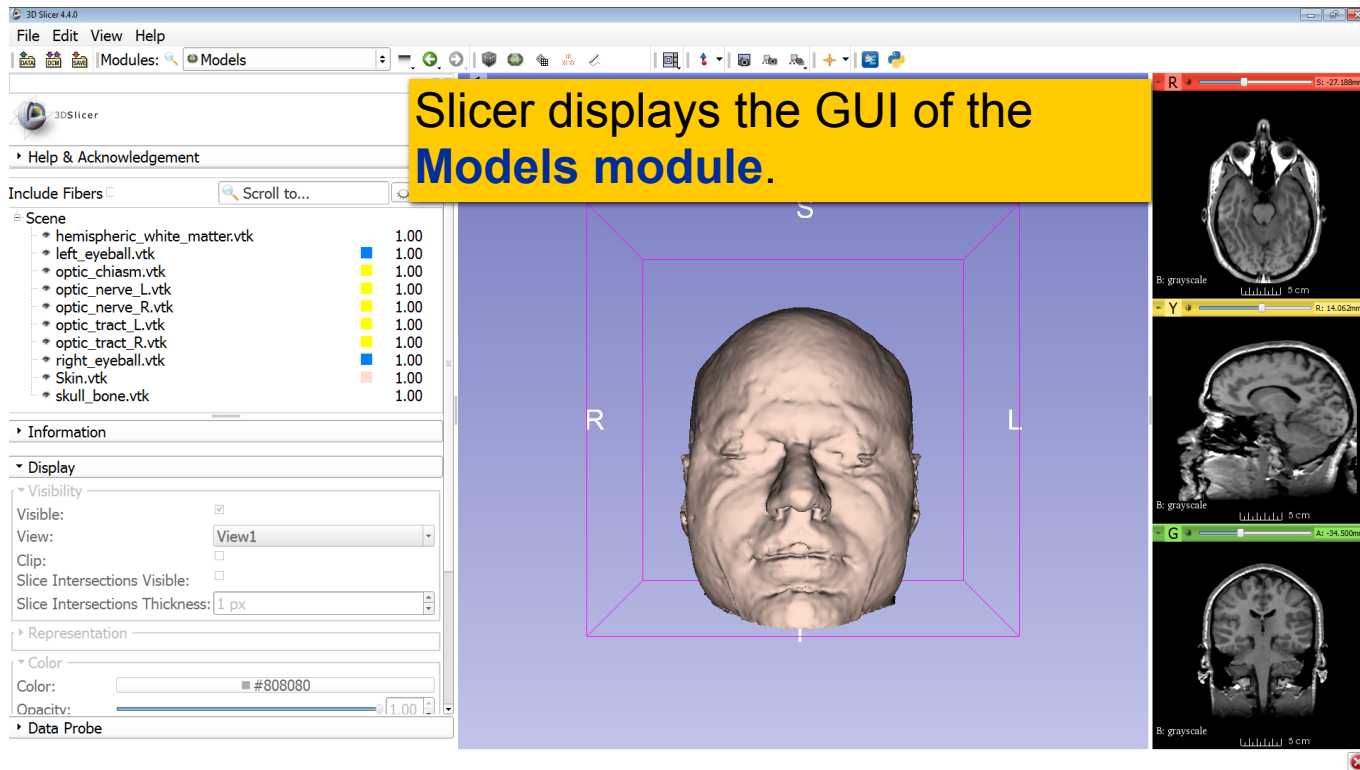 3D Slicer 4.4.0
File Edit View Help
DATA DCM SAVE Modules: Models
Slicer displays the GUI of the
Models module.
3DSlicer
Help & Acknowledgement
Include Fibers Scroll to...
Scene
hemispheric_white_matter.vtk 1.00
left_eyeball.vtk 1.00
optic_chiasm.vtk 1.00
optic_nerve_L.vtk 1.00
optic_nerve_R.vtk 1.00
optic_tract_L.vtk 1.00
optic_tract_R.vtk 1.00
right_eyeball.vtk 1.00
Skin.vtk 1.00
skull_bone.vtk 1.00
Information
Display
Visibility
Visible:
View: View1
Clip:
Slice Intersections Visible:
Slice Intersections Thickness: 1 px
Representation
Color
Color: #808080
Opacity: 1.00
Data Probe
S
R
L
I
R S: -27.188mm
B: grayscale
5 cm
Y R: 14.062mm
B: grayscale
5 cm
G A: -34.500mm
B: grayscale
5 cm